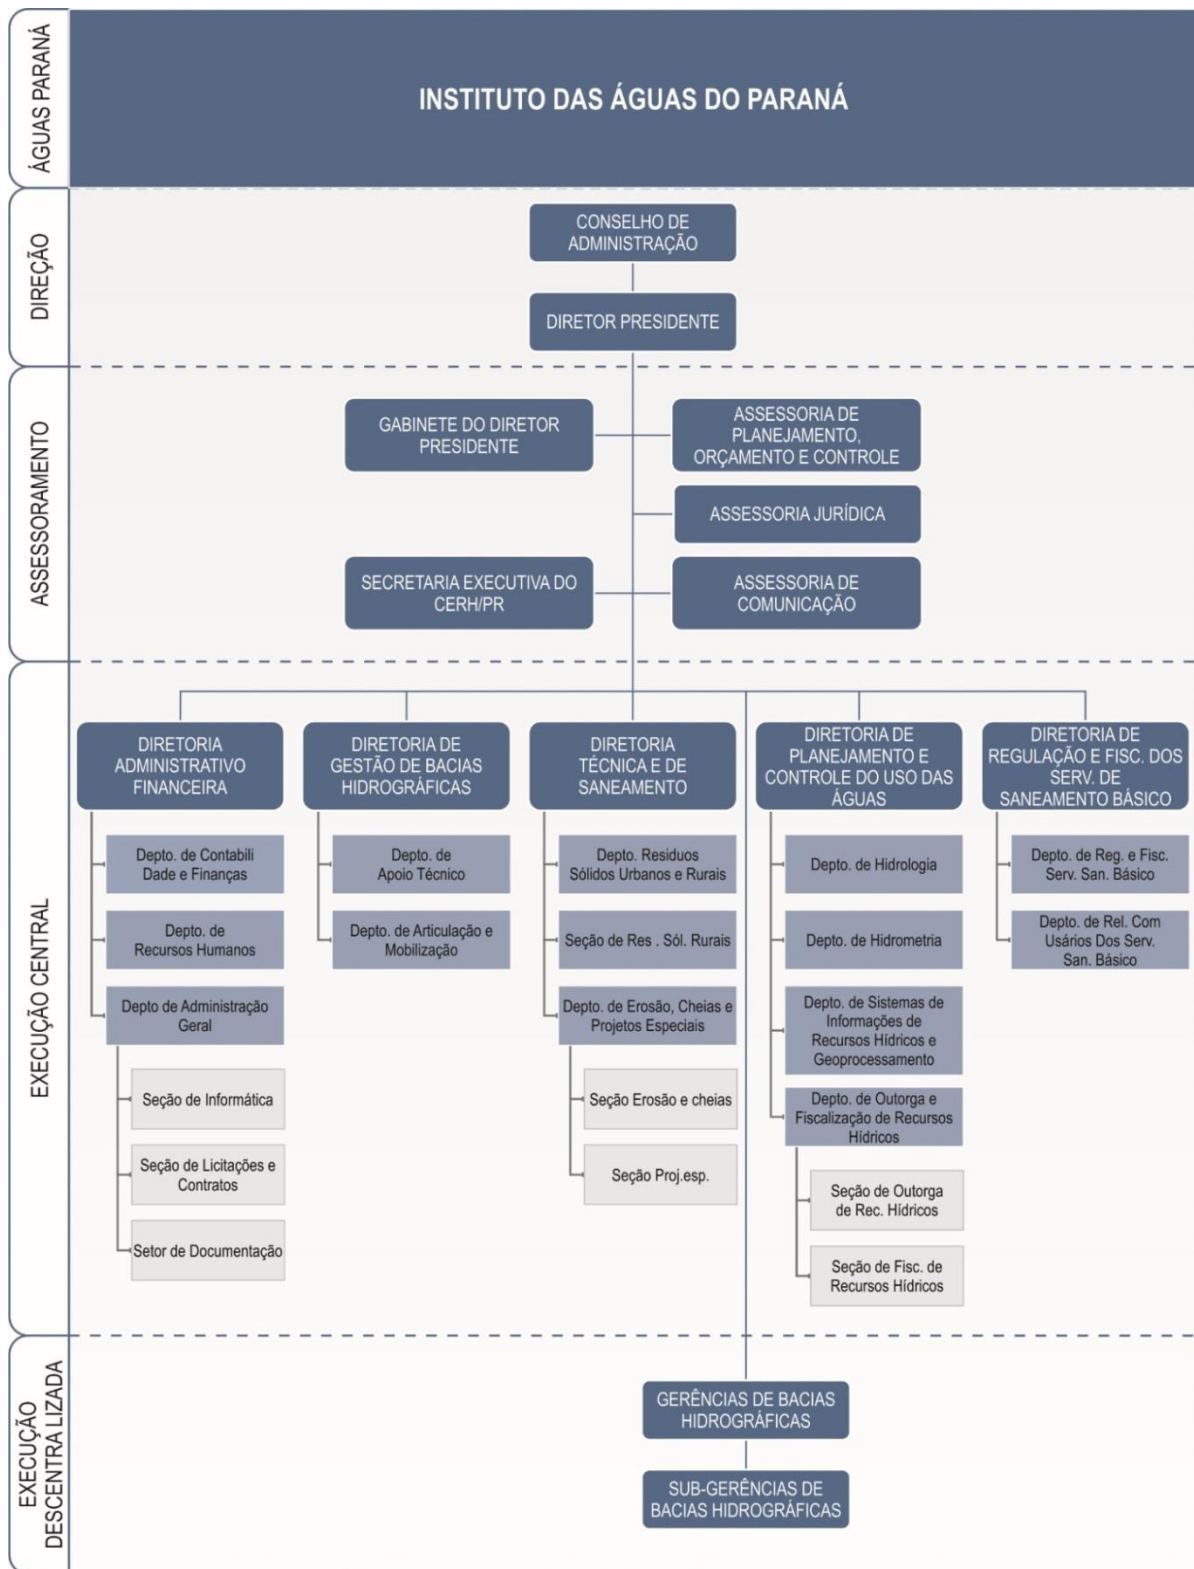 ÁGUAS PARANÁ
INSTITUTO DAS ÁGUAS DO PARANÁ
DIREÇÃO
CONSELHO DE
ADMINISTRAÇÃO
DIRETOR PRESIDENTE
ASSESSORAMENTO
GABINETE DO DIRETOR
PRESIDENTE
ASSESSORIA DE
PLANEJAMENTO,
ORÇAMENTO E CONTROLE
ASSESSORIA JURÍDICA
SECRETARIA EXECUTIVA DO
CERH/PR
ASSESSORIA DE
COMUNICAÇÃO
EXECUÇÃO CENTRAL
DIRETORIA
ADMINISTRATIVO
FINANCEIRA
Depto. de Contabili
Dade e Finanças
Depto. de
Recursos Humanos
Depto de Administração
Geral
Seção de Informática
Seção de Licitações e
Contratos
Setor de Documentação
DIRETORIA DE
GESTÃO DE BACIAS
HIDROGRÁFICAS
Depto. de
Apoio Técnico
Depto. de Articulação e
Mobilização
DIRETORIA
TÉCNICA E DE
SANEAMENTO
Depto. Residuos
Sólidos Urbanos e Rurais
Seção de Res . Sól. Rurais
Depto. de Erosão, Cheias e
Projetos Especiais
Seção Erosão e cheias
Seção Proj.esp.
DIRETORIA DE
PLANEJAMENTO E
CONTROLE DO USO DAS
ÁGUAS
Depto. de Hidrologia
Depto. de Hidrometria
Depto. de Sistemas de
Informações de
Recursos Hídricos e
Geoprocessamento
Depto. de Outorga e
Fiscalização de Recursos
Hídricos
Seção de Outorga
de Rec. Hídricos
Seção de Fisc. de
Recursos Hídricos
DIRETORIA DE
REGULAÇÃO E FISC. DOS
SERV. DE
SANEAMENTO BÁSICO
Depto. de Reg. e Fisc.
Serv. San. Básico
Depto. de Rel. Com
Usários Dos Serv.
San. Básico
EXECUÇÃO
DESCENTRA LIZADA
GERÊNCIAS DE BACIAS
HIDROGRÁFICAS
SUB-GERÊNCIAS DE
BACIAS HIDROGRÁFICAS